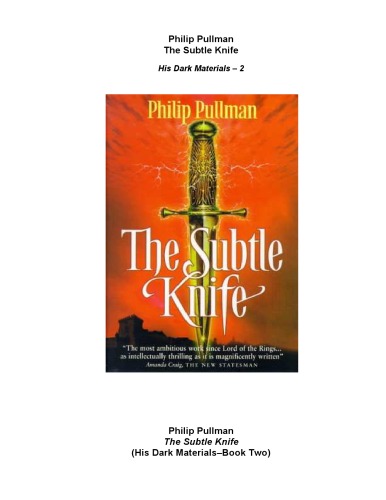 Philip Pullman
The Subtle Knife
His Dark Materials – 2
Philip Pullman
The Subtle
Knife
"The most ambitious work since Lord of the Rings...
as intellectually thrilling as it is magnificently written"
Amanda Craig, THE NEW STATESMAN
Philip Pullman
The Subtle Knife
(His Dark Materials–Book Two)